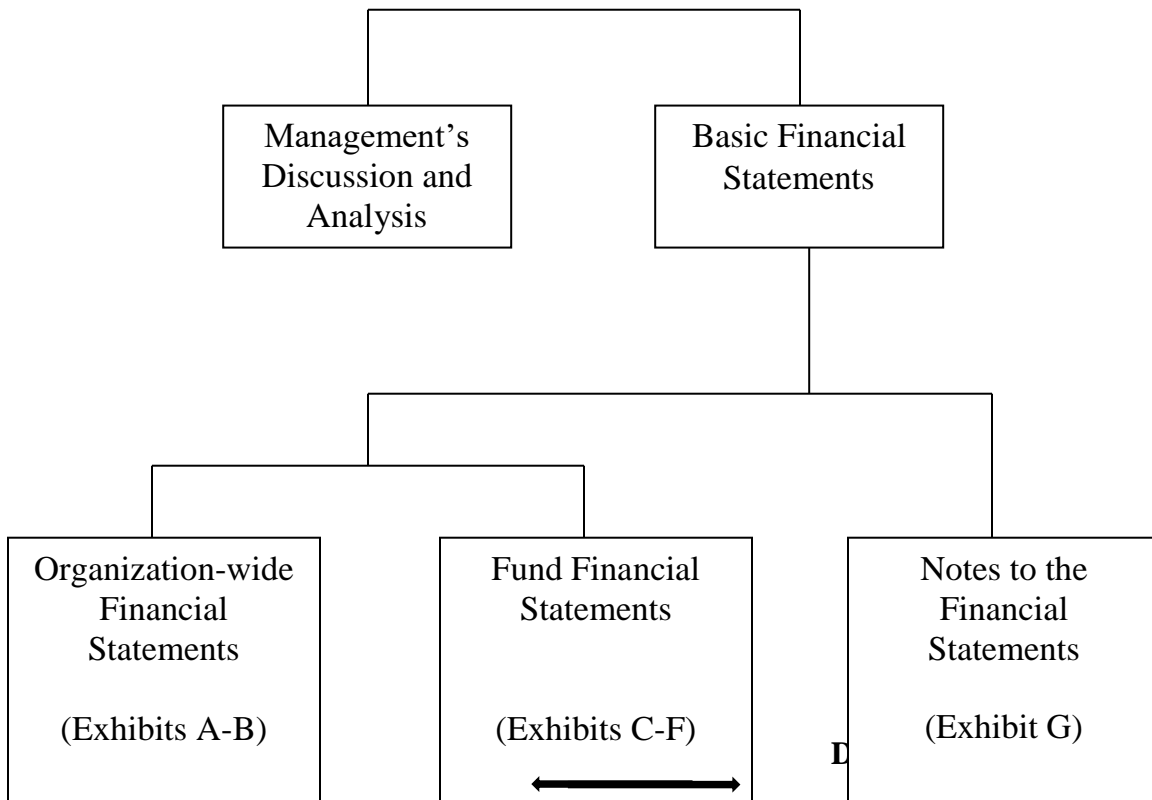 Management's
Discussion and
Analysis
Basic Financial
Statements
Organization-wide
Financial
Statements
(Exhibits A-B)
Fund Financial
Statements
(Exhibits C-F)
Notes to the
Financial
Statements
(Exhibit G)
D